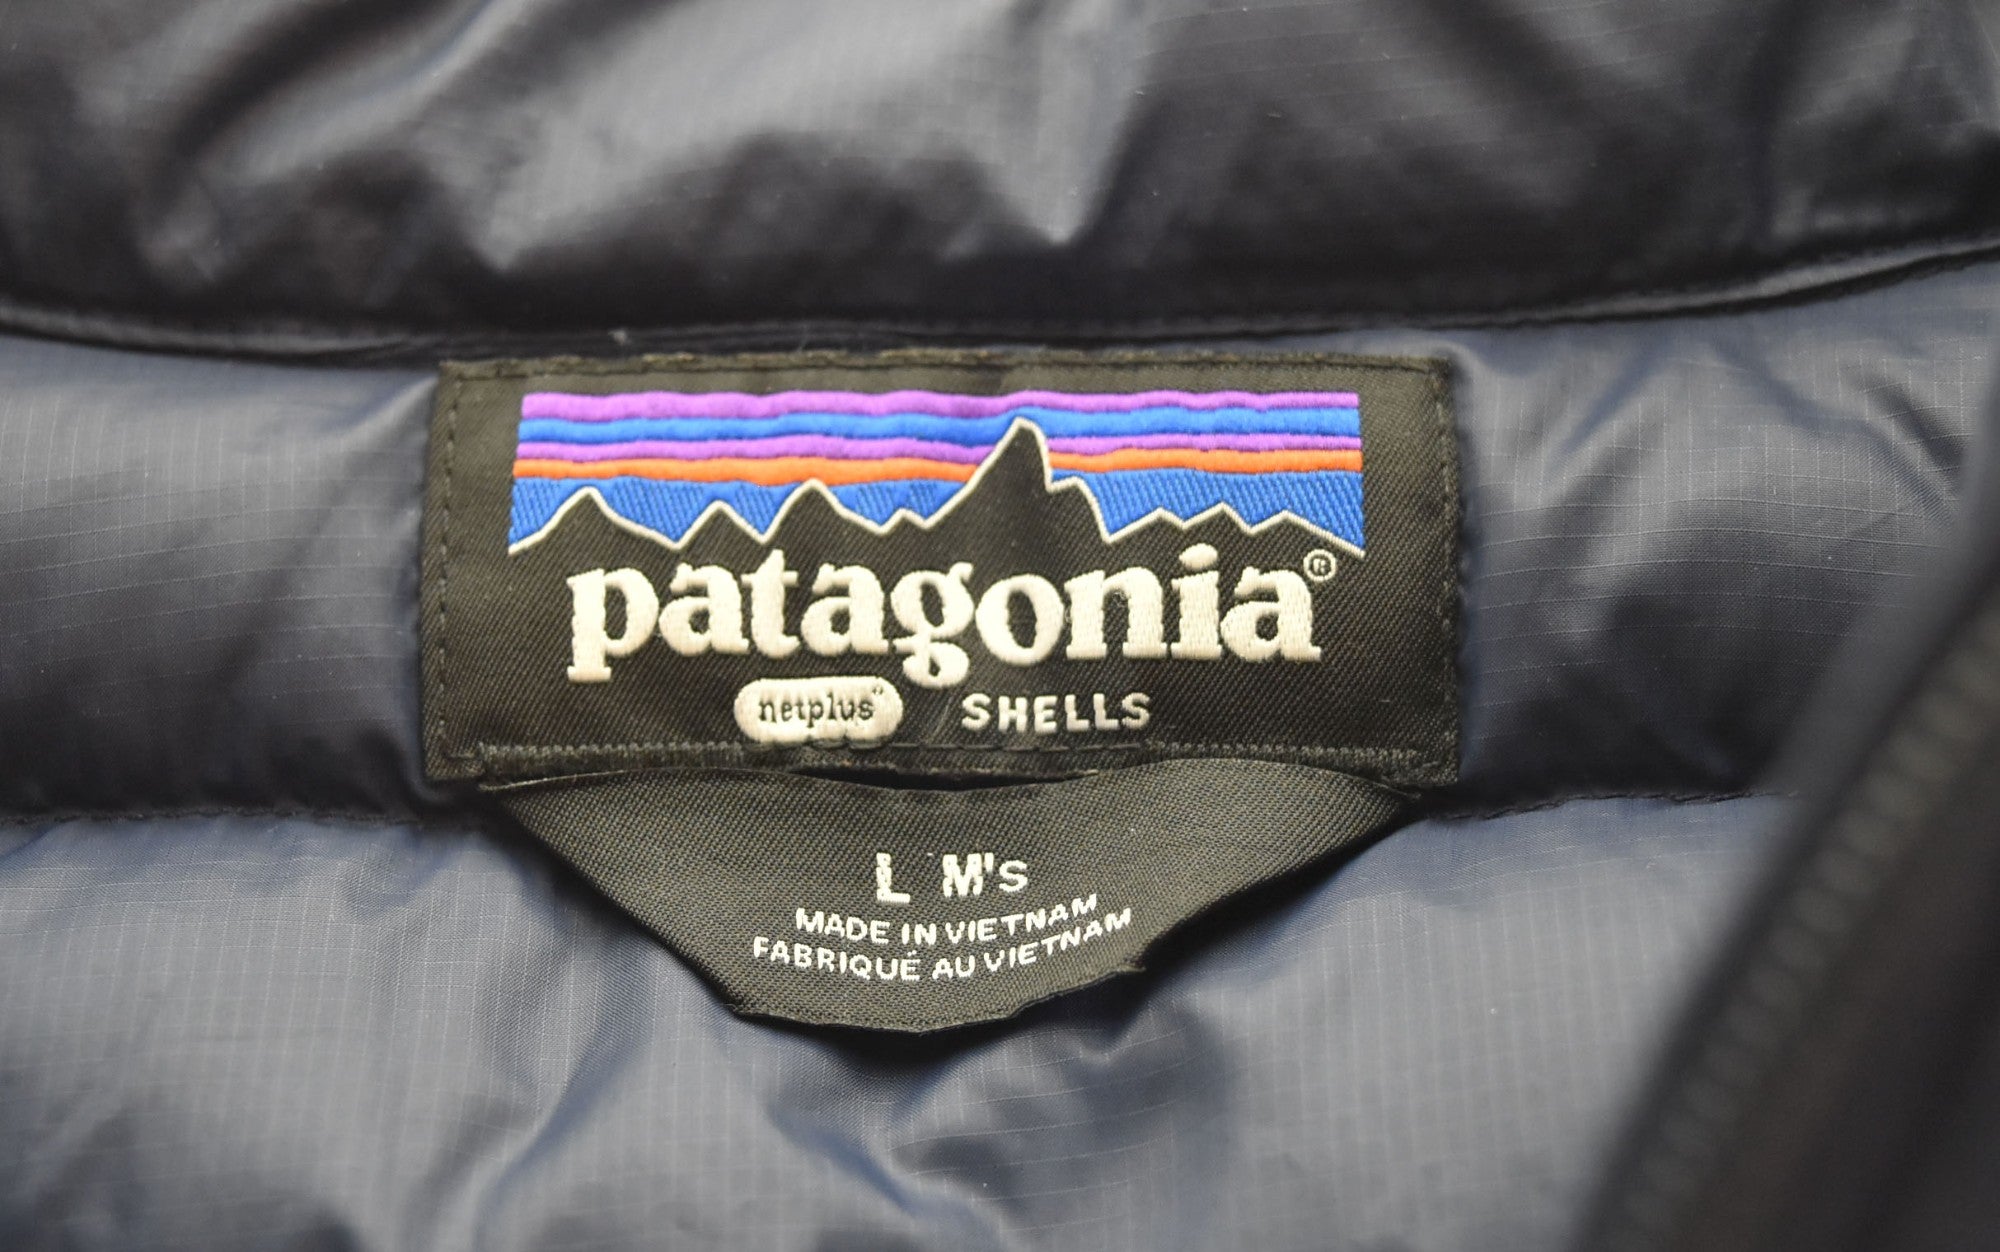 patagonia®
netplus® SHELLS
L M's
MADE IN VIETNAM
FABRIQUÉ AU VIETNAM